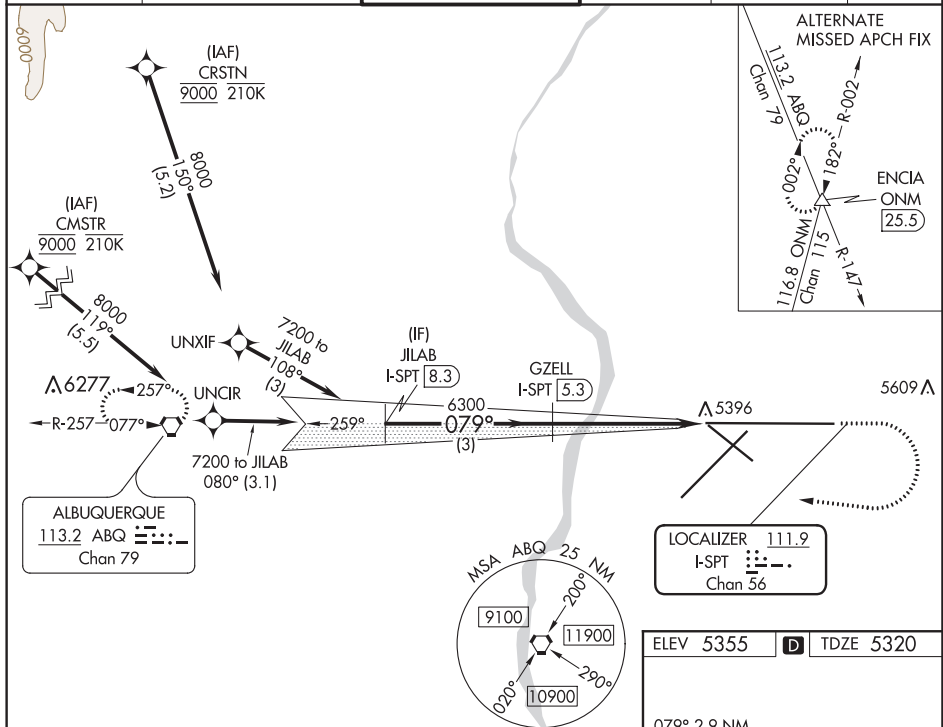 6000
(IAF)
CRSTN
9000 210K
8000
150°
(5.2)
(IAF)
CMSTR
9000 210K
8000
119°
(5.5)
UNXIF
7200 to
JILAB
108°
(3)
(IF)
JILAB
I-SPT 8.3
GZELL
I-SPT 5.3
6277
257°
R-257
077°
UNCIR
259°
6300
079°
(3)
5396
5609
7200 to JILAB
080° (3.1)
ALBUQUERQUE
113.2 ABQ
Chan 79
LOCALIZER 111.9
I-SPT
Chan 56
ALTERNATE
MISSED APCH FIX
113.2 ABQ
Chan 79
R-002
002°
182°
ENCIA
ONM
25.5
116.8 ONM
Chan 115
R-147
MSA ABQ 25 NM
200°
9100
11900
020°
10900
290°
ELEV 5355 D TDZE 5320
079° 2.9 NM